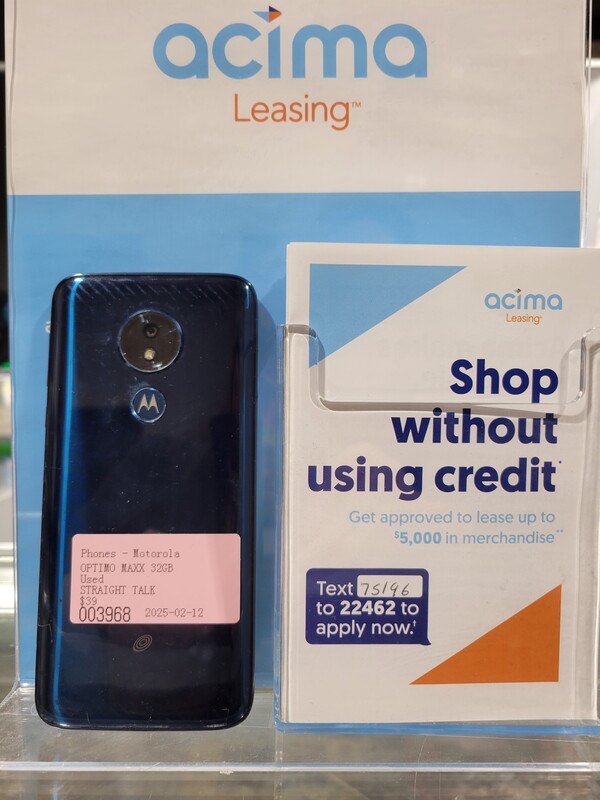 acima
Leasing™
acima
Leasing
Shop
without
using credit*
Get approved to lease up to
$5,000 in merchandise**
Text 75196
to 22462 to
apply now.†
Phones - Motorola
OPTIMO MAXX 32GB
Used
STRAIGHT TALK
$39
003968 2025-02-12